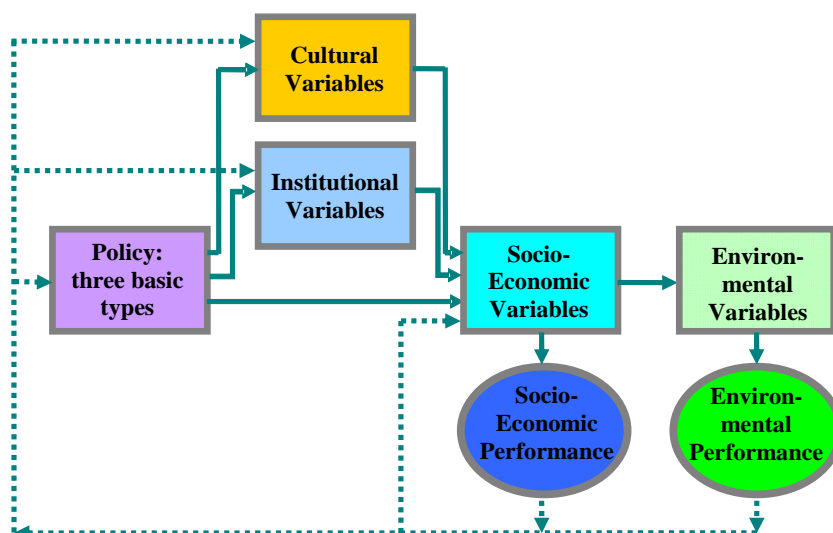 Cultural
Variables
Institutional
Variables
Policy:
three basic
types
Socio-
Economic
Variables
Environ-
mental
Variables
Socio-
Economic
Performance
Environ-
mental
Performance